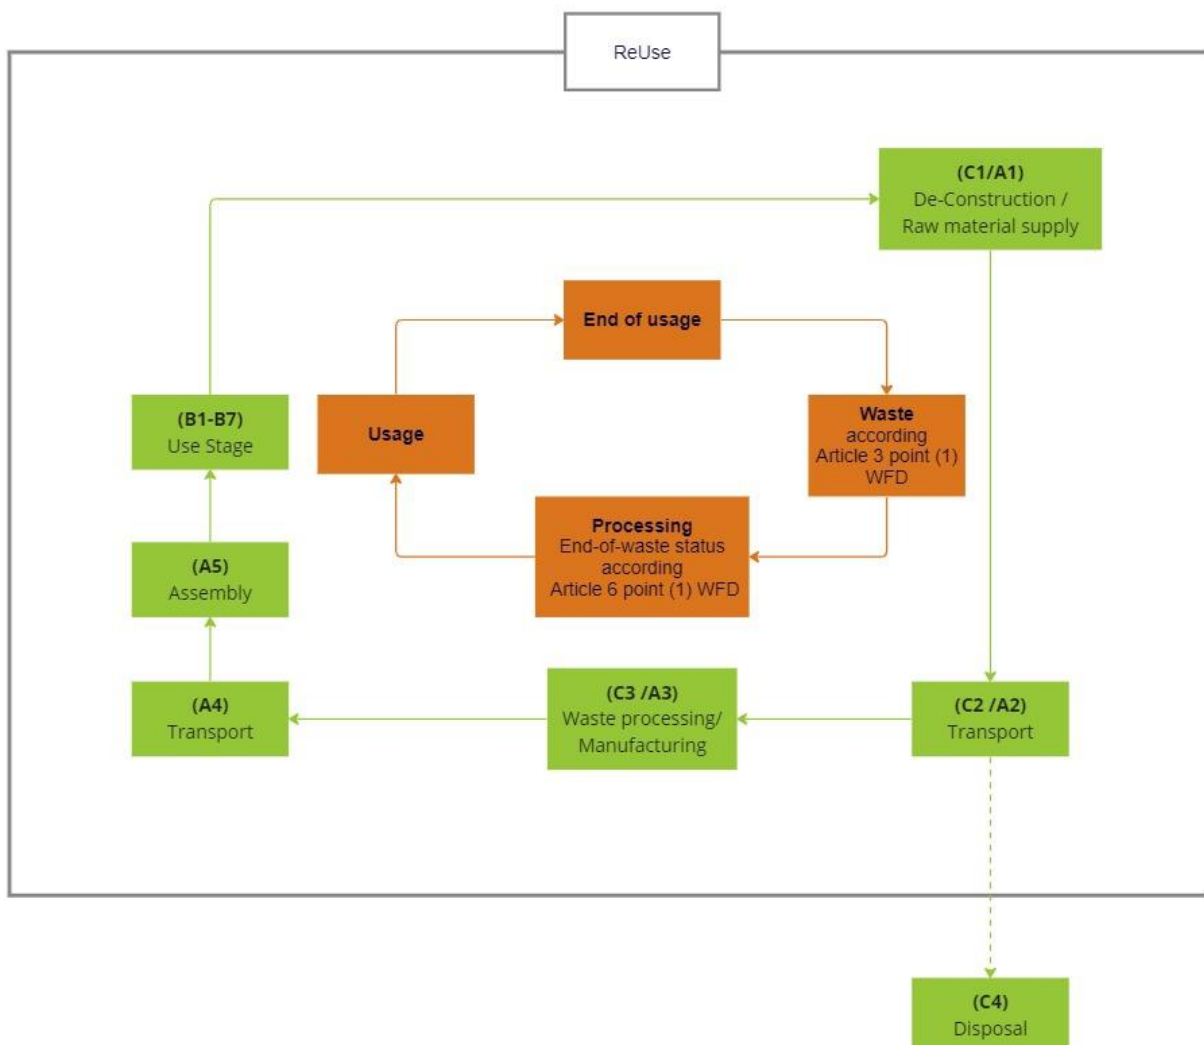 ReUse
(C1/A1)
De-Construction /
Raw material supply
End of usage
(B1-B7)
Use Stage
Usage
Waste
according
Article 3 point (1)
WFD
Processing
End-of-waste status
according
Article 6 point (1) WFD
(A5)
Assembly
(A4)
Transport
(C3 /A3)
Waste processing/
Manufacturing
(C2 /A2)
Transport
(C4)
Disposal